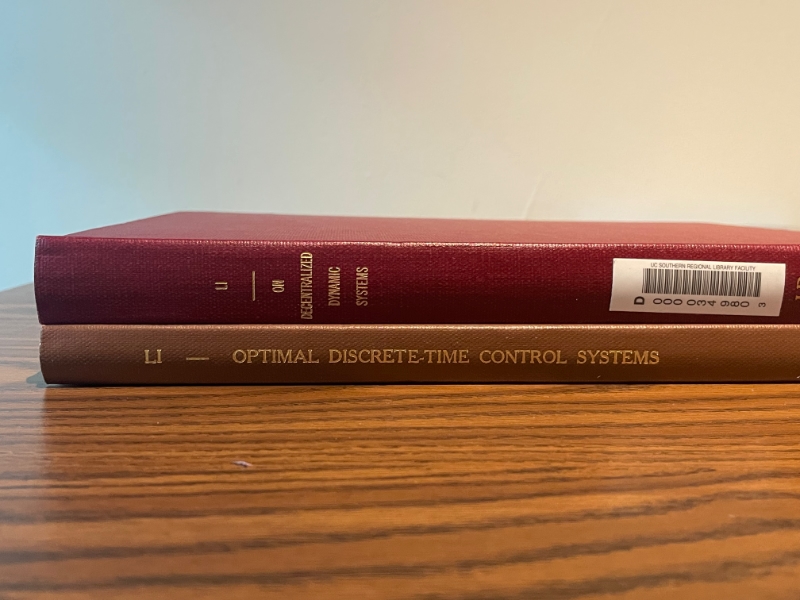 LI
—
ON
DECENTRALIZED
DYNAMIC
SYSTEMS
UC SOUTHERN REGIONAL LIBRARY FACILITY
D 000 034 980 3
LI — OPTIMAL DISCRETE-TIME CONTROL SYSTEMS